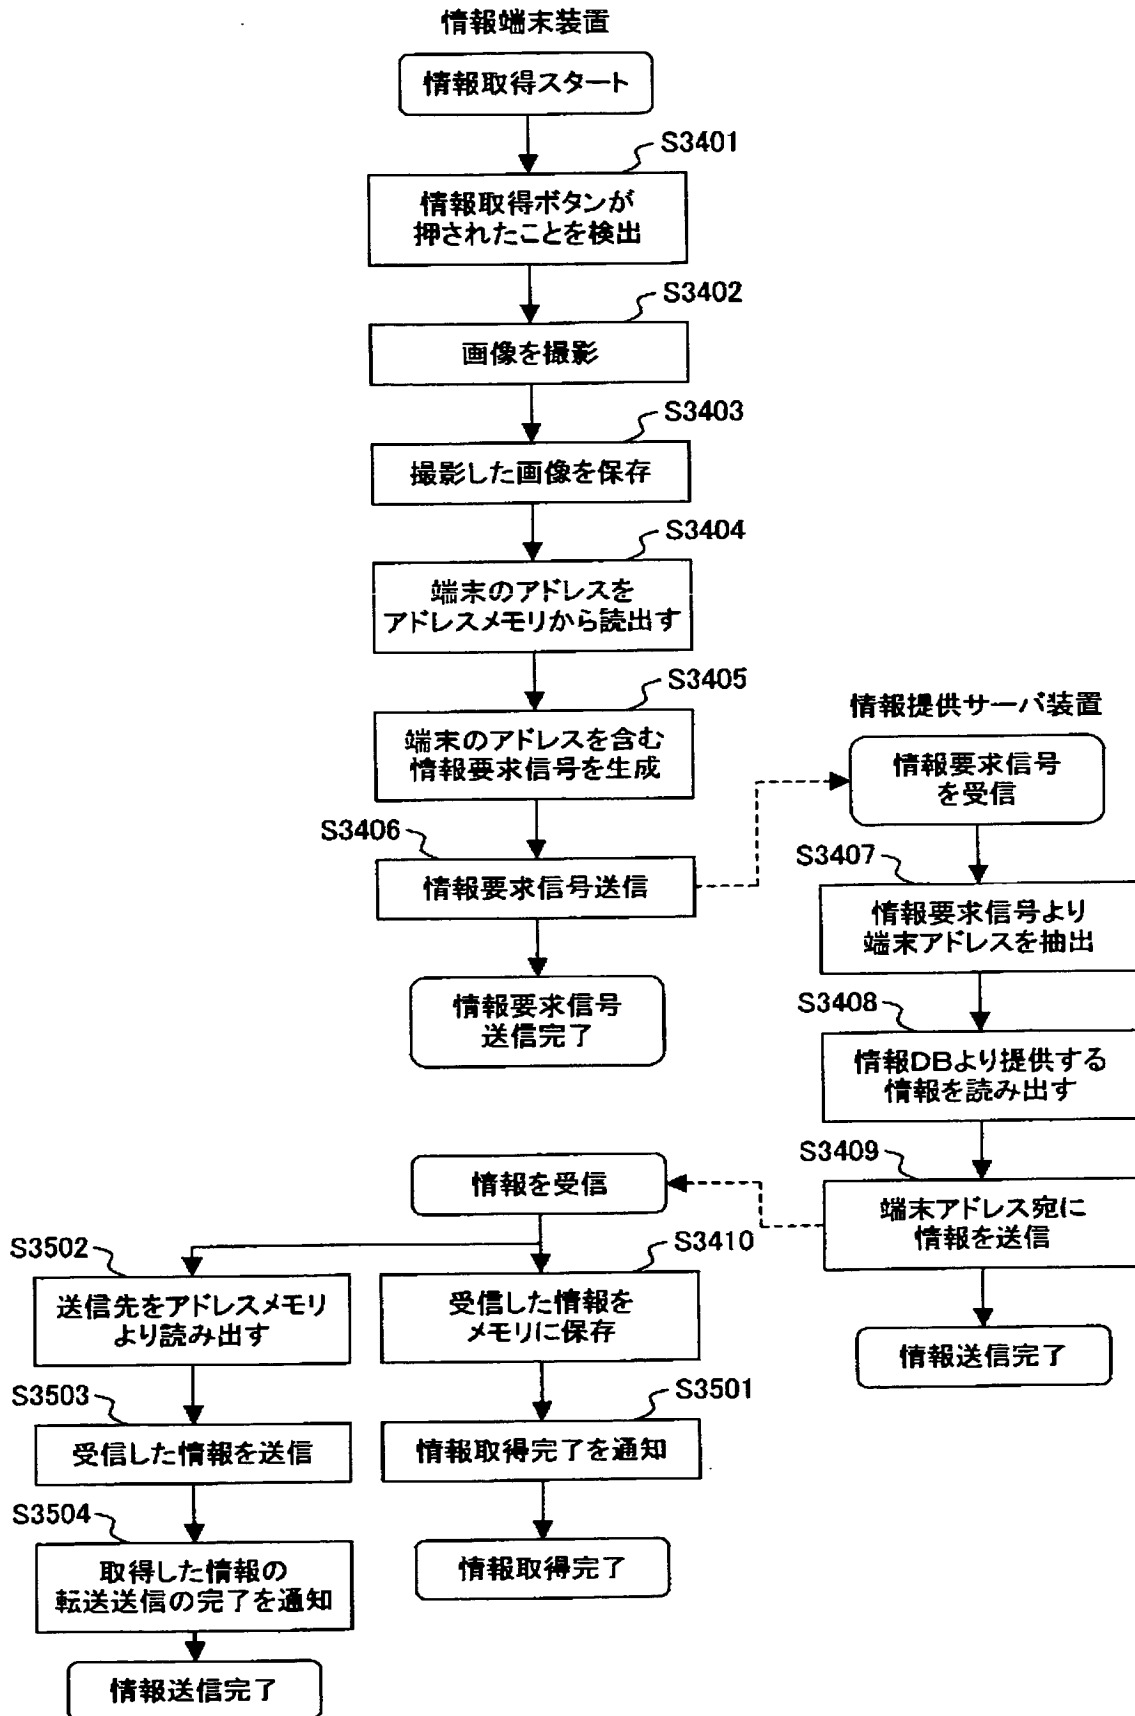 情報端末装置
情報取得スタート
S3401
情報取得ボタンが
押されたことを検出
S3402
画像を撮影
S3403
撮影した画像を保存
S3404
端末のアドレスを
アドレスメモリから読出す
S3405
端末のアドレスを含む
情報要求信号を生成
S3406
情報要求信号送信
情報要求信号
送信完了
情報提供サーバ装置
情報要求信号
を受信
S3407
情報要求信号より
端末アドレスを抽出
S3408
情報DBより提供する
情報を読み出す
S3409
端末アドレス宛に
情報を送信
情報送信完了
情報を受信
S3410
受信した情報を
メモリに保存
S3501
情報取得完了を通知
情報取得完了
S3502
送信先をアドレスメモリ
より読み出す
S3503
受信した情報を送信
S3504
取得した情報の
転送送信の完了を通知
情報送信完了